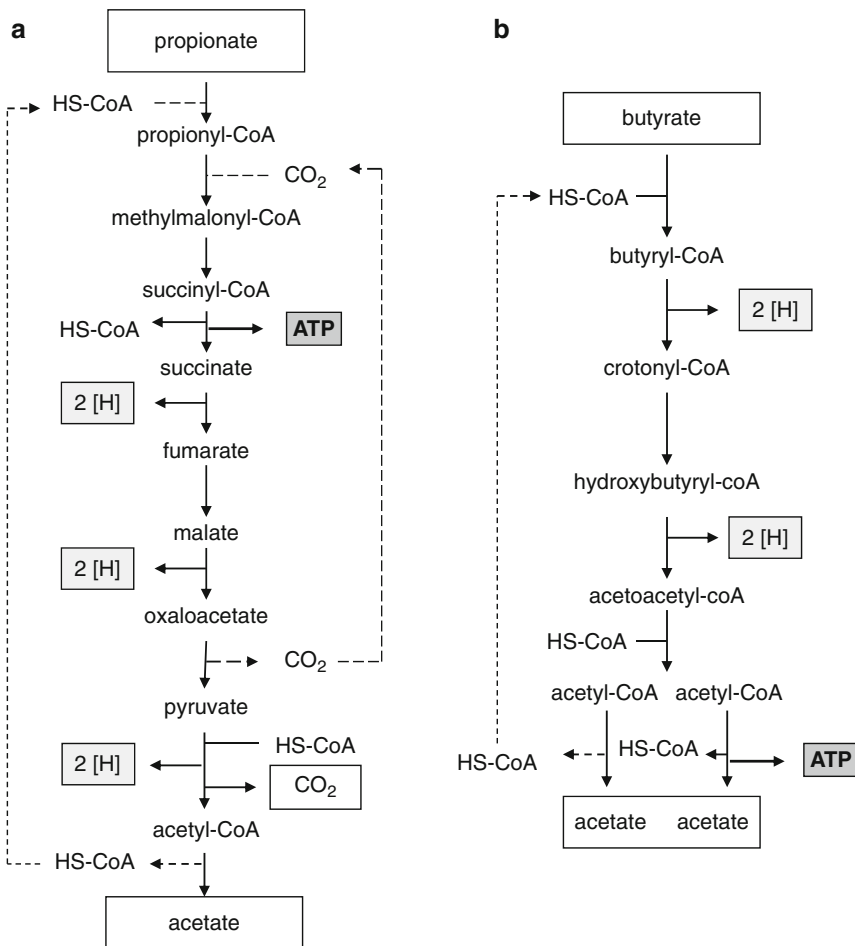 a
propionate
HS-CoA
propionyl-CoA
CO2
methylmalonyl-CoA
succinyl-CoA
HS-CoA
ATP
succinate
2 [H]
fumarate
malate
2 [H]
oxaloacetate
CO2
pyruvate
HS-CoA
2 [H]
CO2
acetyl-CoA
HS-CoA
acetate
b
butyrate
HS-CoA
butyryl-CoA
2 [H]
crotonyl-CoA
hydroxybutyryl-coA
2 [H]
acetoacetyl-coA
HS-CoA
acetyl-CoA acetyl-CoA
HS-CoA HS-CoA ATP
acetate acetate